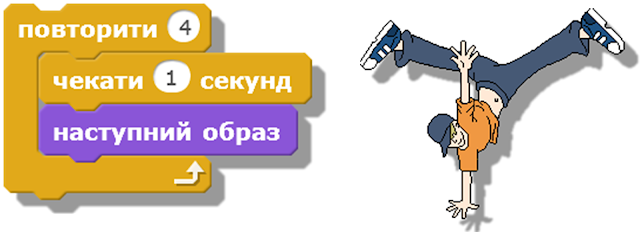 повторити 4
чекати 1 секунд
наступний образ